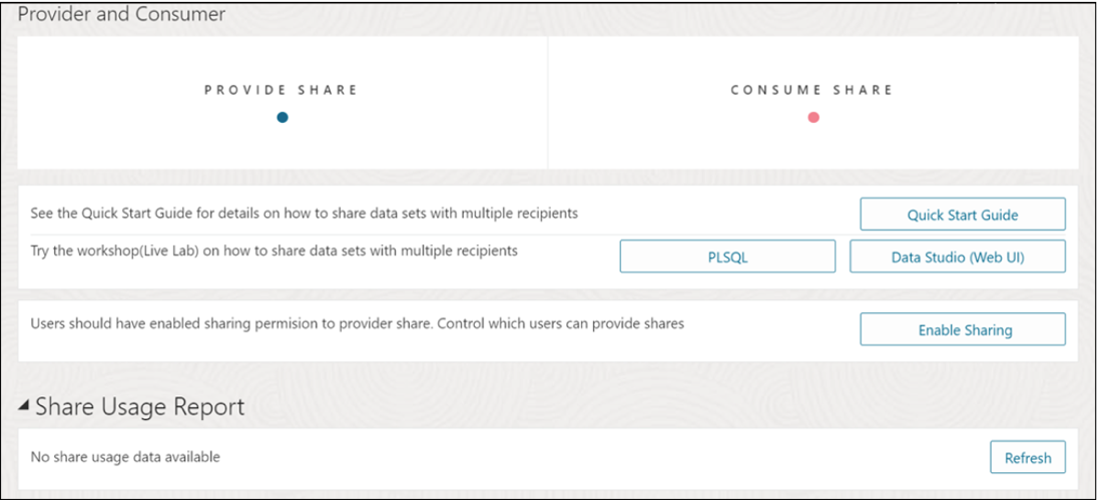 Provider and Consumer
PROVIDE SHARE
CONSUME SHARE
See the Quick Start Guide for details on how to share data sets with multiple recipients
Quick Start Guide
Try the workshop(Live Lab) on how to share data sets with multiple recipients
PLSQL
Data Studio (Web UI)
Users should have enabled sharing permision to provider share. Control which users can provide shares
Enable Sharing
Share Usage Report
No share usage data available
Refresh